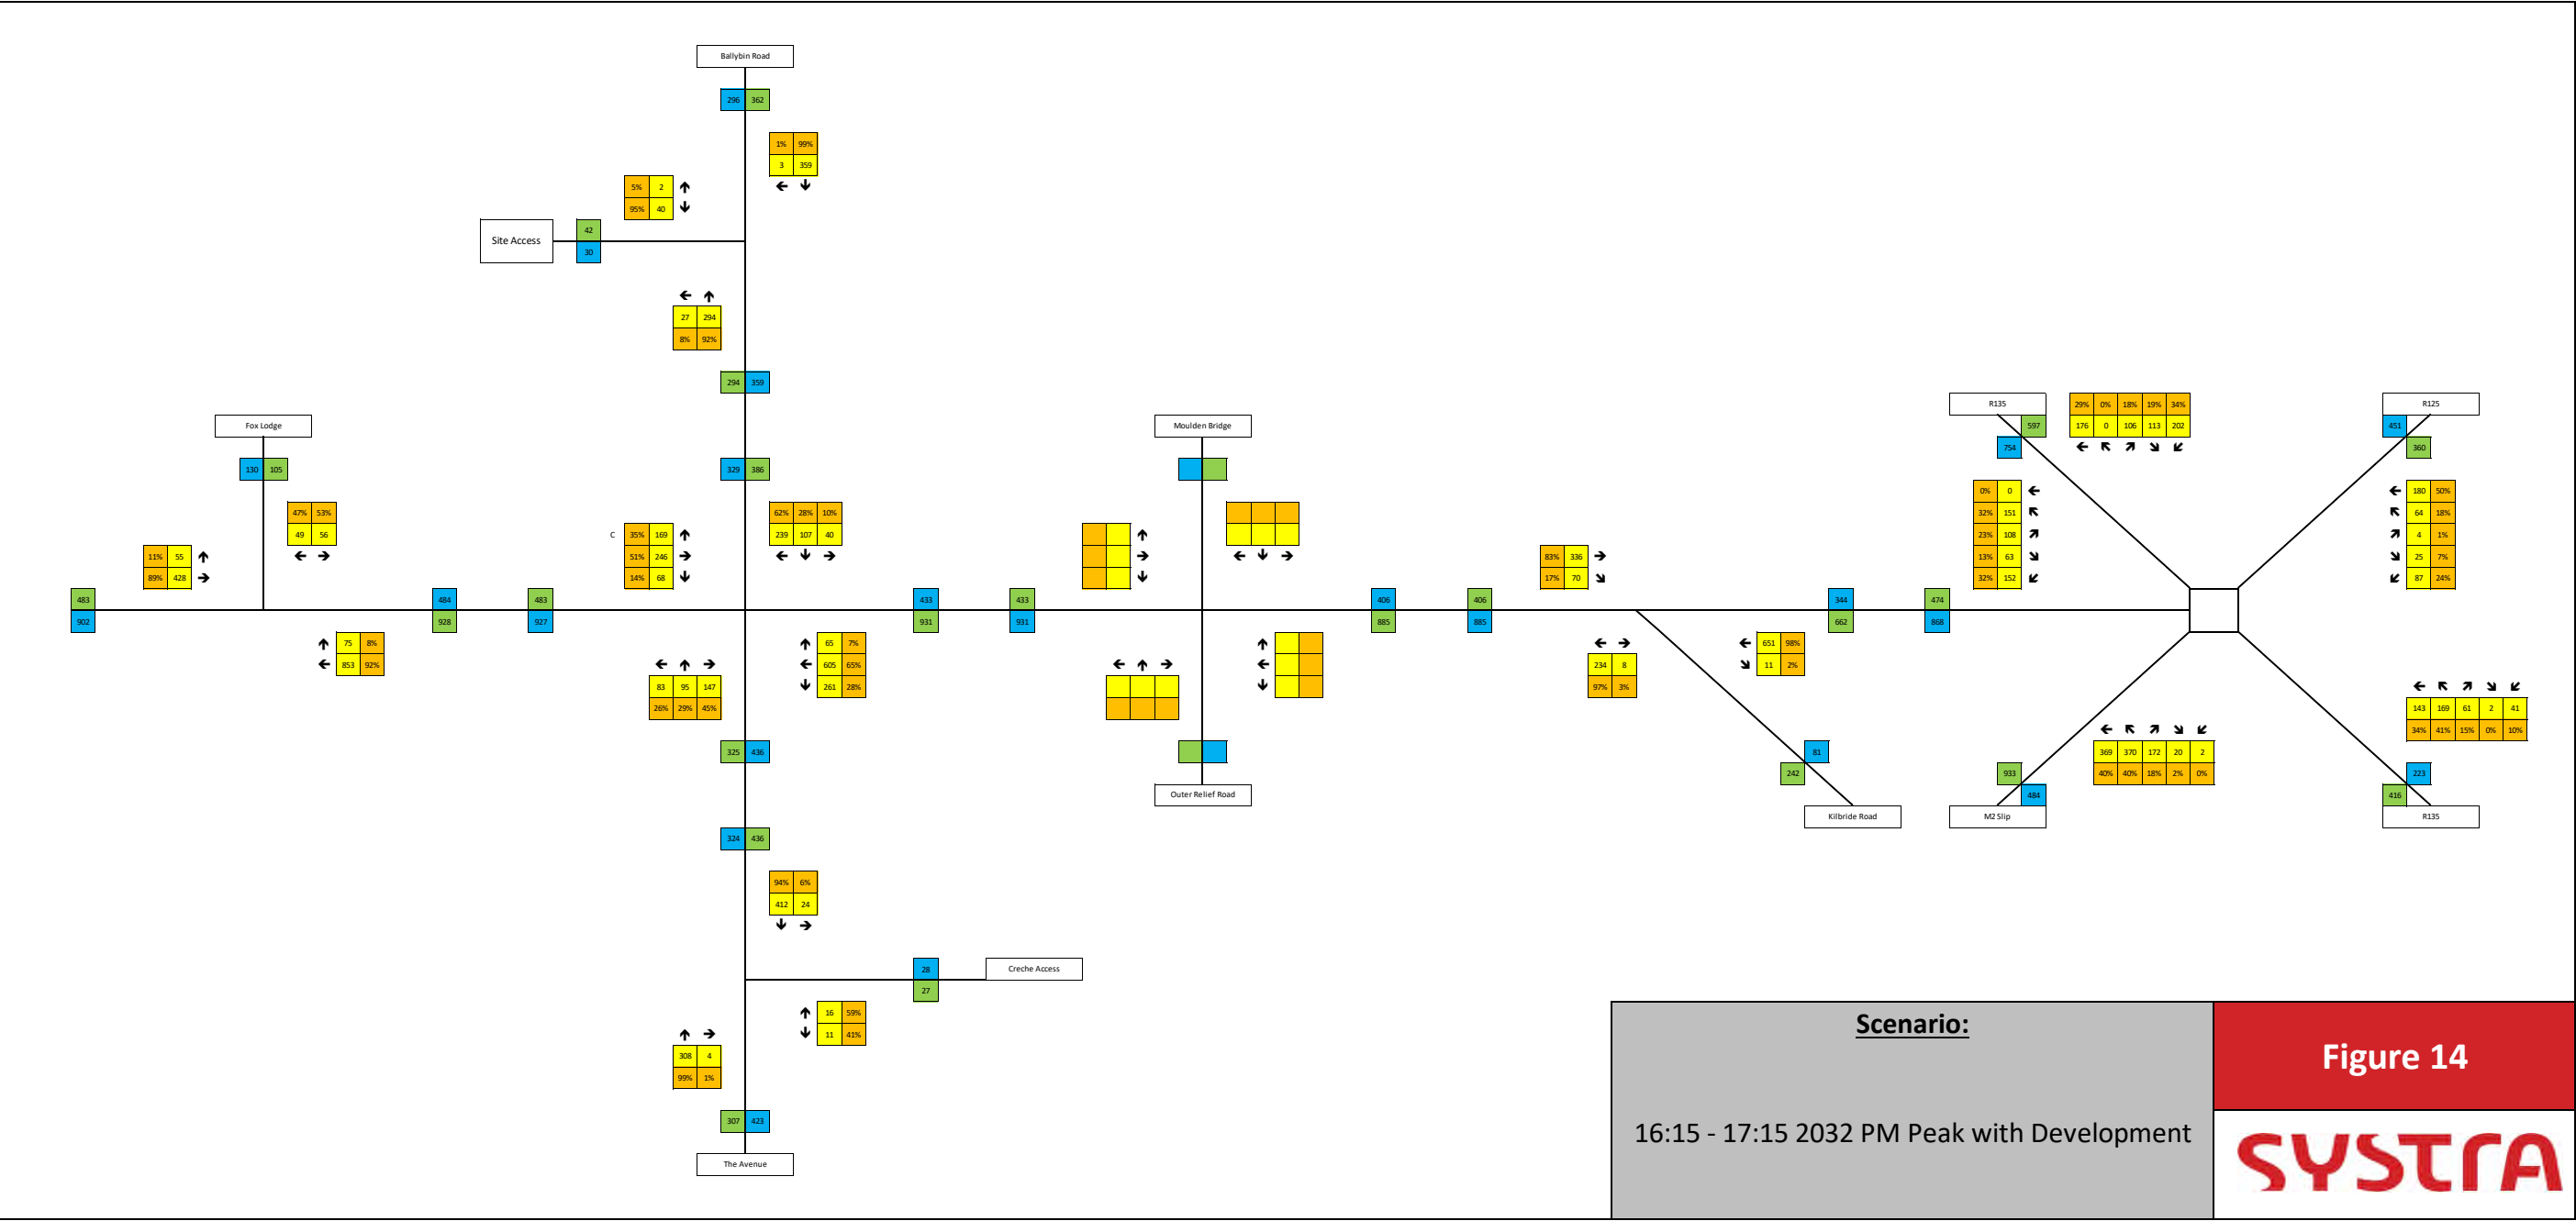 Ballybin Road
296 362
1% 99%
3 359
← ↓
5% 2 ↑
95% 40 ↓
Site Access
42
30
← ↑
27 294
8% 92%
294 359
Fox Lodge
130 105
47% 53%
49 56
← →
11% 55 ↑
89% 428 →
483
902
↑ 75 8%
← 853 92%
484
928
483
927
329 386
62% 28% 10%
239 107 40
← ↓ →
C 35% 169 ↑
51% 246 →
14% 68 ↓
← ↑ →
83 95 147
26% 29% 45%
↑ 65 7%
← 605 65%
↓ 261 28%
433
931
433
931
325 436
324 436
94% 6%
412 24
↓ →
28
27
Creche Access
↑ 16 59%
↓ 11 41%
↑ →
308 4
99% 1%
307 423
The Avenue
Moulden Bridge
↑
→
↓
← ↓ →
← ↑ →
↑
←
↓
Outer Relief Road
406
885
406
885
83% 336 →
17% 70 ↘
← →
234 8
97% 3%
← 651 98%
↘ 11 2%
344
662
474
868
81
242
Kilbride Road
R135
597
754
29% 0% 18% 19% 34%
176 0 106 113 202
← ↖ ↗ ↘ ↙
0% 0 ←
32% 151 ↖
23% 108 ↗
13% 63 ↘
32% 152 ↙
R125
451
360
← 180 50%
↖ 64 18%
↗ 4 1%
↘ 25 7%
↙ 87 24%
← ↖ ↗ ↘ ↙
143 169 61 2 41
34% 41% 15% 0% 10%
← ↖ ↗ ↘ ↙
369 370 172 20 2
40% 40% 18% 2% 0%
933
484
M2 Slip
223
416
R135
Scenario:
16:15 - 17:15 2032 PM Peak with Development
Figure 14
SYSTRA